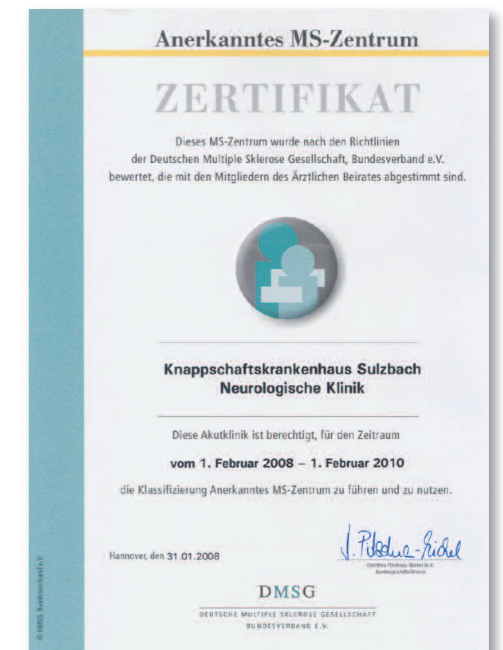 Anerkanntes MS-Zentrum
ZERTIFIKAT
Dieses MS-Zentrum wurde nach den Richtlinien
der Deutschen Multiple Sklerose Gesellschaft, Bundesverband e.V.
bewertet, die mit den Mitgliedern des Ärztlichen Beirates abgestimmt sind.
Knappschaftskrankenhaus Sulzbach
Neurologische Klinik
Diese Akutklinik ist berechtigt, für den Zeitraum
vom 1. Februar 2008 – 1. Februar 2010
die Klassifizierung Anerkanntes MS-Zentrum zu führen und zu nutzen.
Hannover, den 31.01.2008
Bundesgeschäftsführerin
DMSG
DEUTSCHE MULTIPLE SKLEROSE GESELLSCHAFT
BUNDESVERBAND E.V.
© DMSG, Bundesverband e.V.